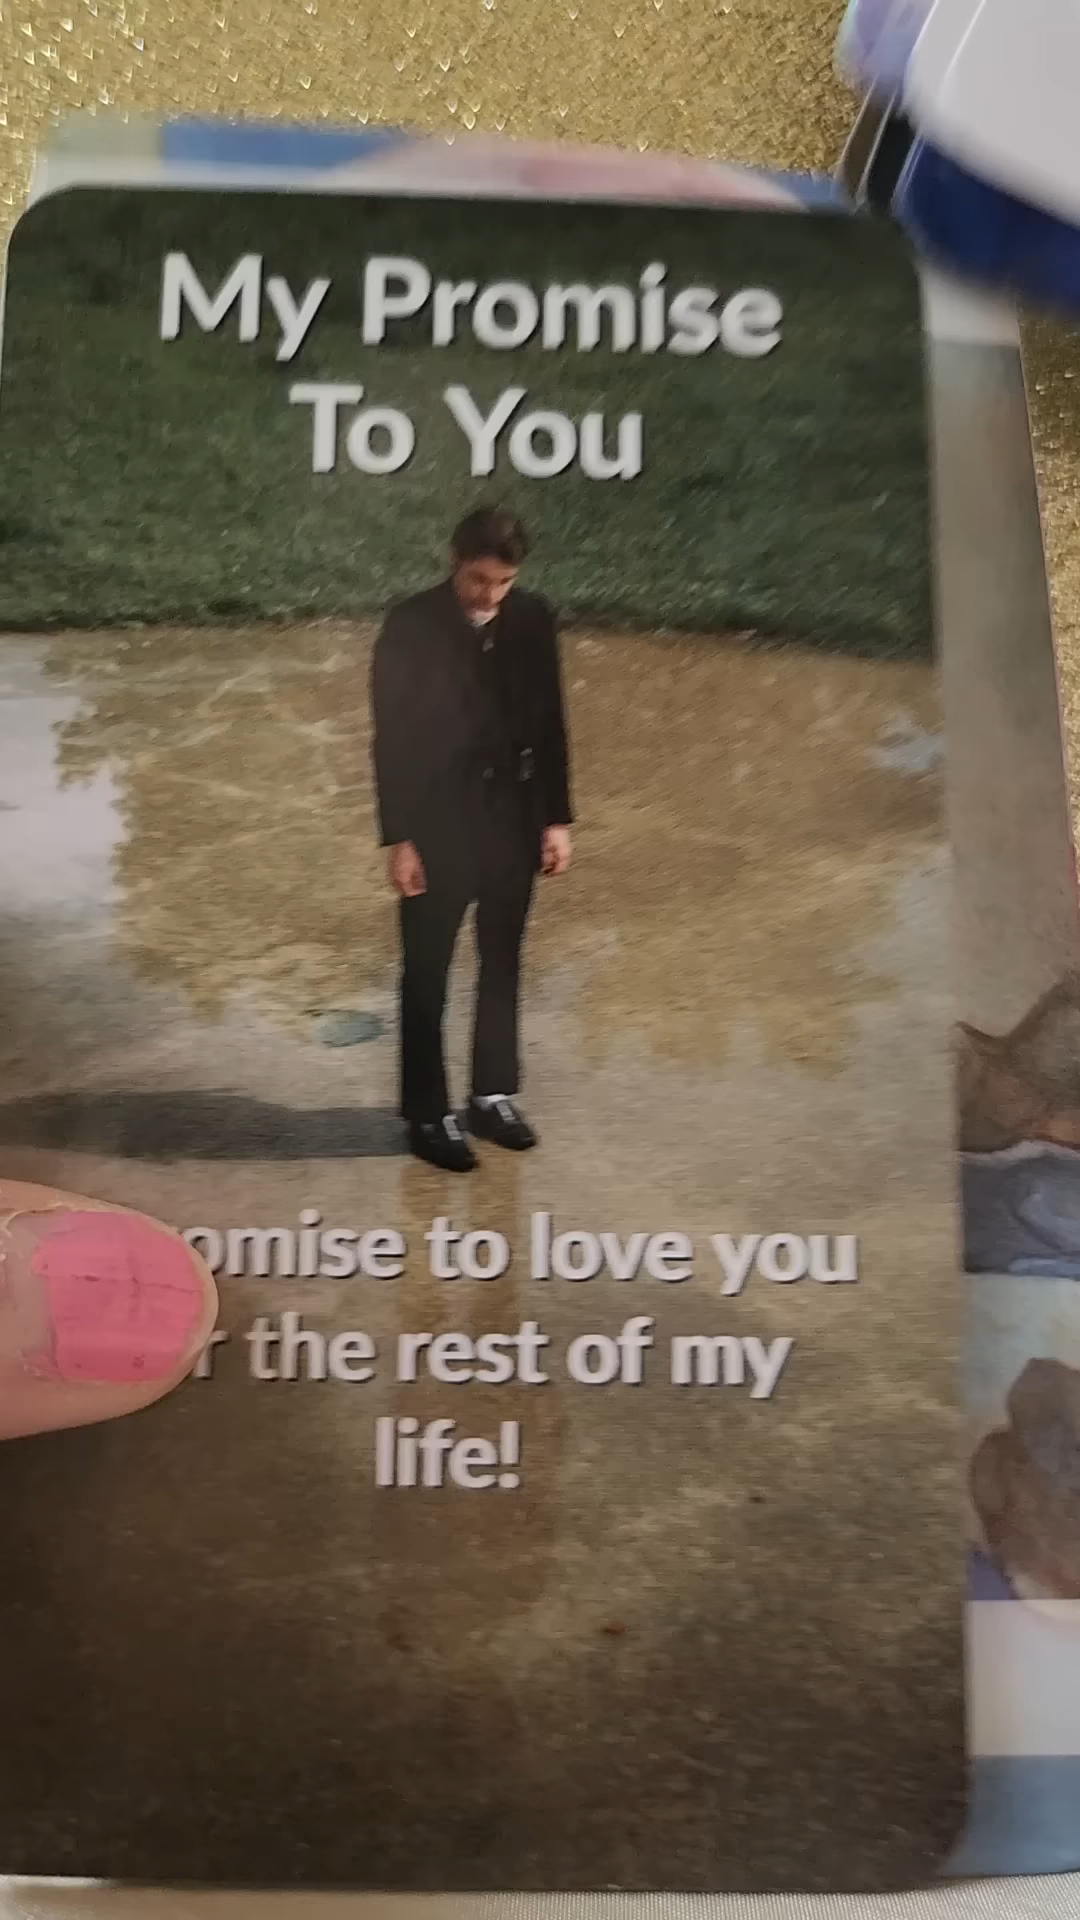 My Promise
To You
omise to love you
r the rest of my
life!